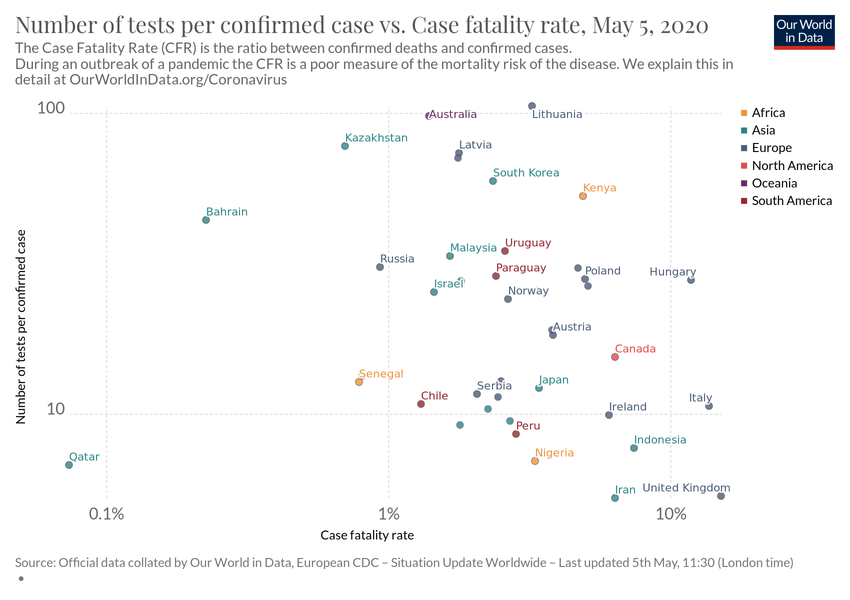 Number of tests per confirmed case vs. Case fatality rate, May 5, 2020
Our World
in Data
The Case Fatality Rate (CFR) is the ratio between confirmed deaths and confirmed cases.
During an outbreak of a pandemic the CFR is a poor measure of the mortality risk of the disease. We explain this in
detail at OurWorldInData.org/Coronavirus
100
Australia
Lithuania
Africa
Asia
Europe
North America
Oceania
South America
Kazakhstan
Latvia
South Korea
Kenya
Bahrain
Number of tests per confirmed case
Russia
Malaysia
Uruguay
Paraguay
Poland
Hungary
Israel
Norway
Austria
Canada
Senegal
Serbia
Japan
Chile
Italy
10
Ireland
Peru
Indonesia
Nigeria
Qatar
Iran
United Kingdom
0.1%
1%
10%
Case fatality rate
Source: Official data collated by Our World in Data, European CDC – Situation Update Worldwide – Last updated 5th May, 11:30 (London time)
•